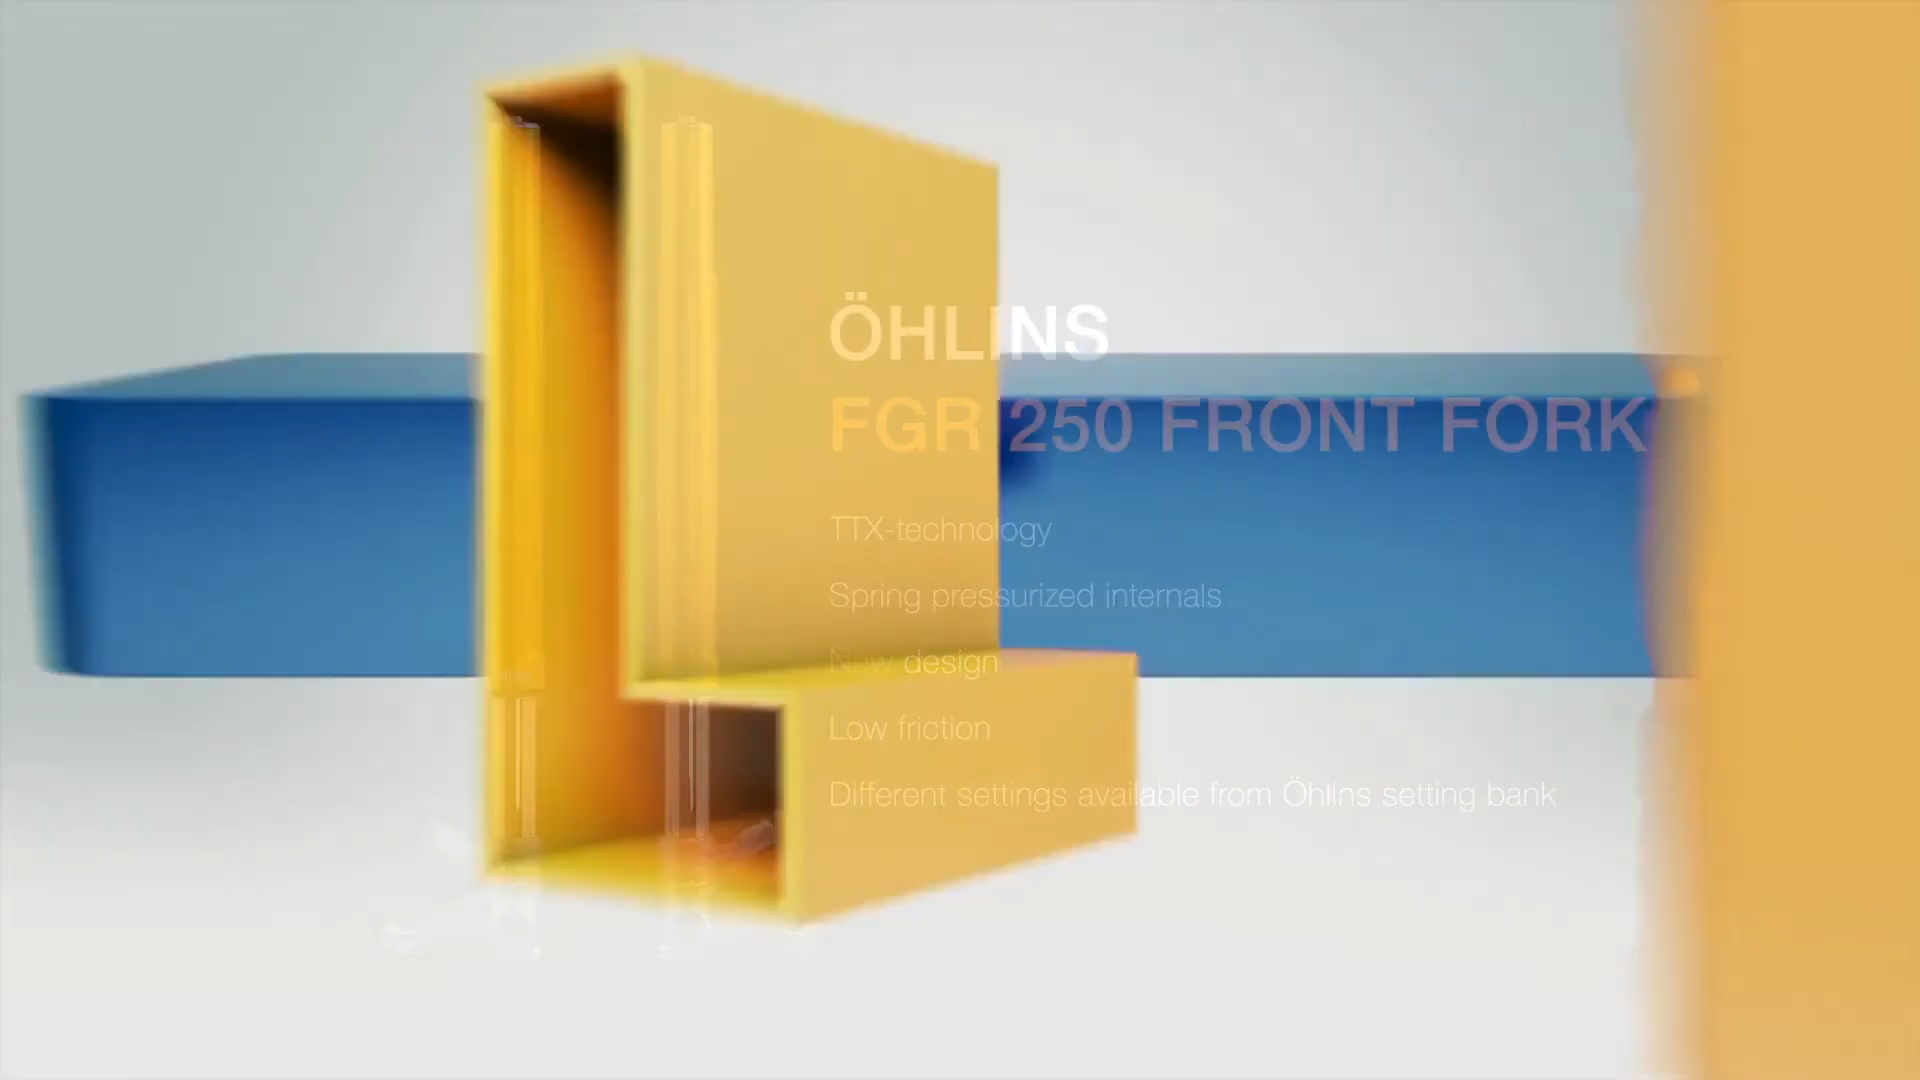 ÖHLINS
FGR 250 FRONT FORK
TTX-technology
Spring pressurized internals
New design
Low friction
Different settings available from Öhlins setting bank